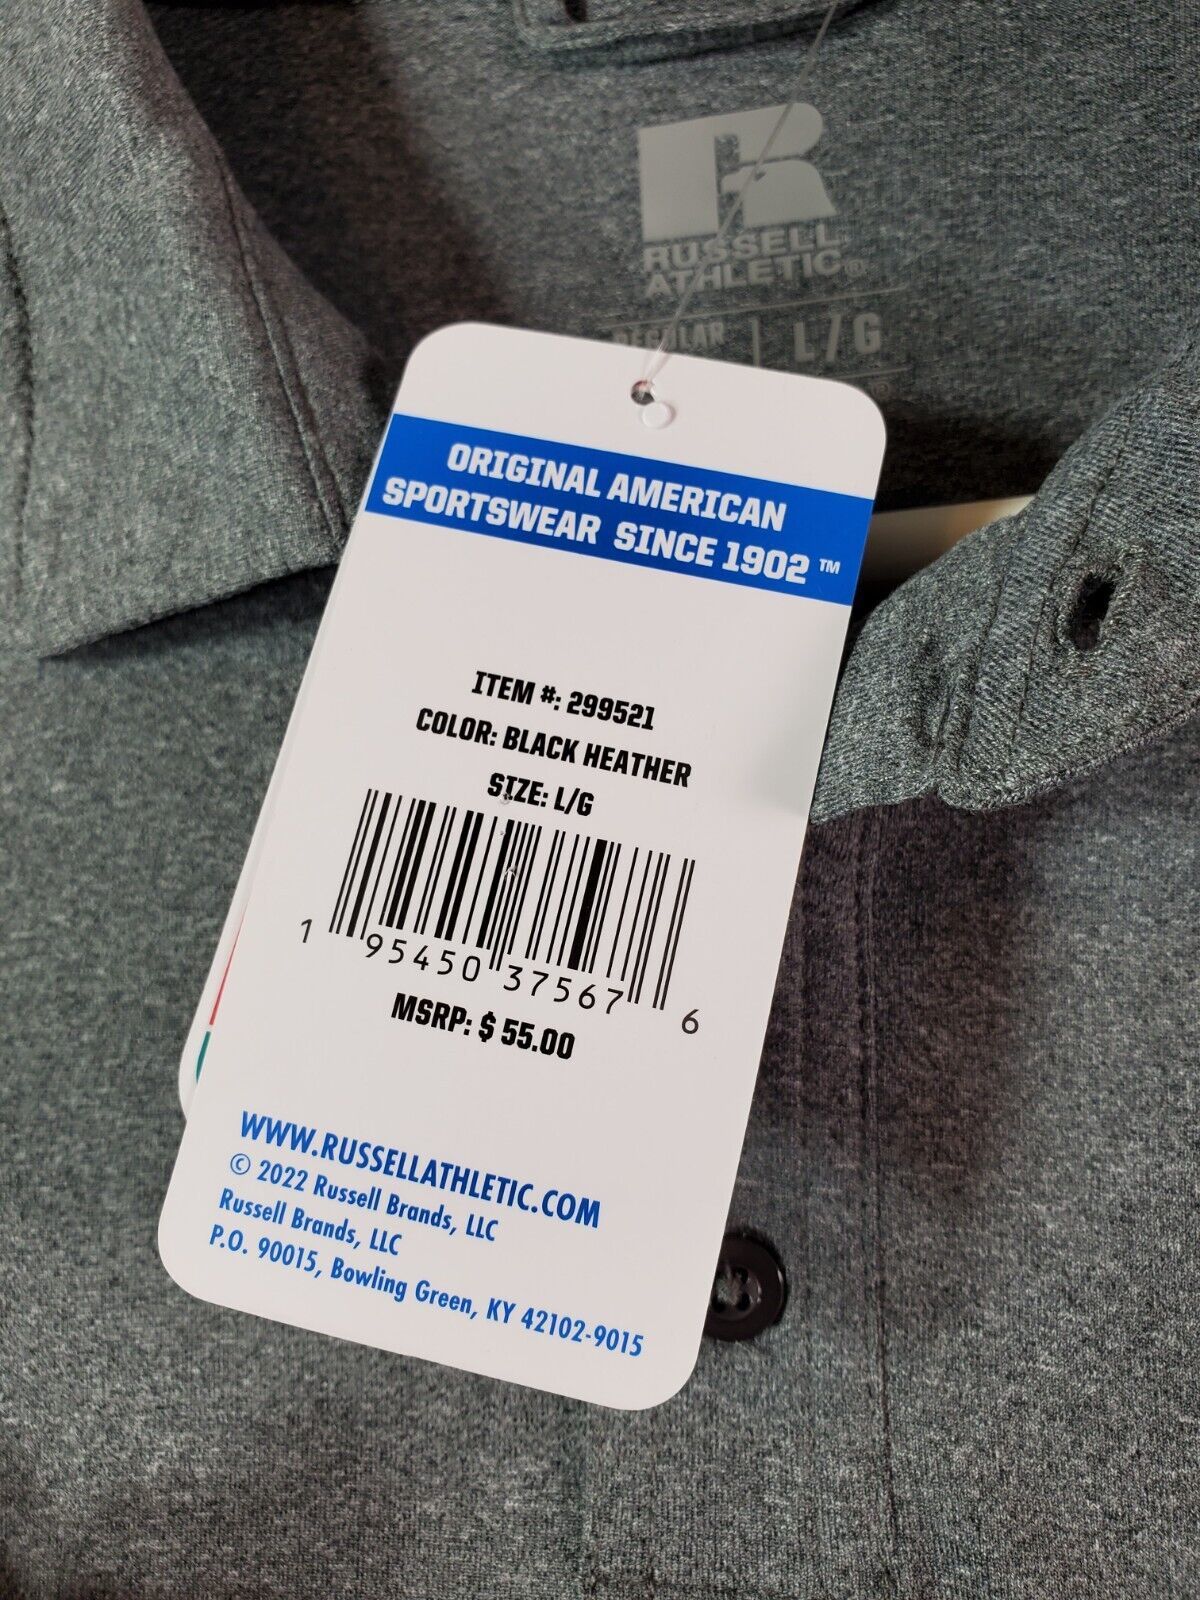 RUSSELL
ATHLETIC®
REGULAR | L/G
ORIGINAL AMERICAN
SPORTSWEAR SINCE 1902 ™
ITEM #: 299521
COLOR: BLACK HEATHER
SIZE: L/G
1 95450 37567 6
MSRP: $ 55.00
WWW.RUSSELLATHLETIC.COM
© 2022 Russell Brands, LLC
Russell Brands, LLC
P.O. 90015, Bowling Green, KY 42102-9015